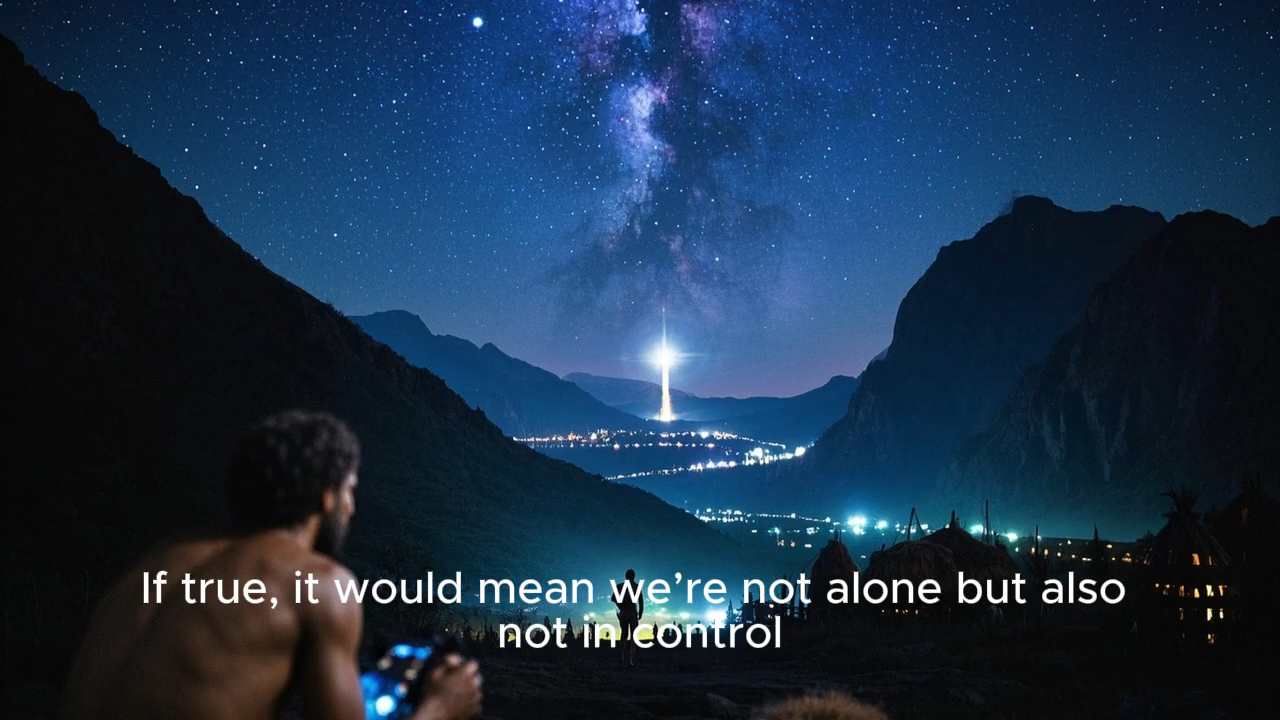 If true, it would mean we’re not alone but also
not in control